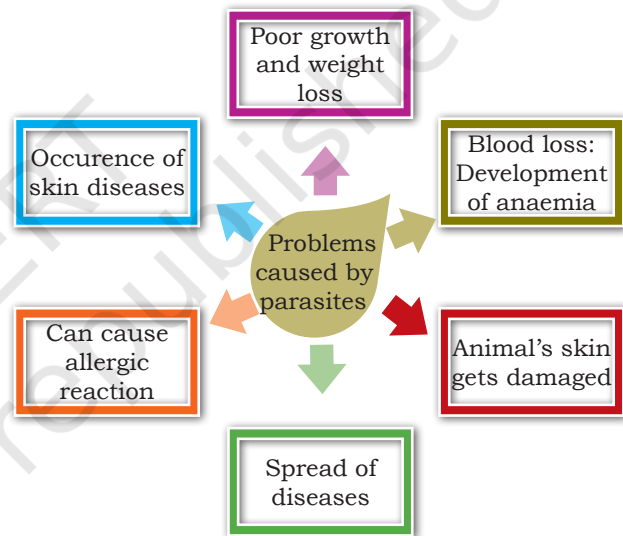 Poor growth
and weight
loss
Occurence of
skin diseases
Blood loss:
Development
of anaemia
Problems
caused by
parasites
Can cause
allergic
reaction
Animal's skin
gets damaged
Spread of
diseases
republished